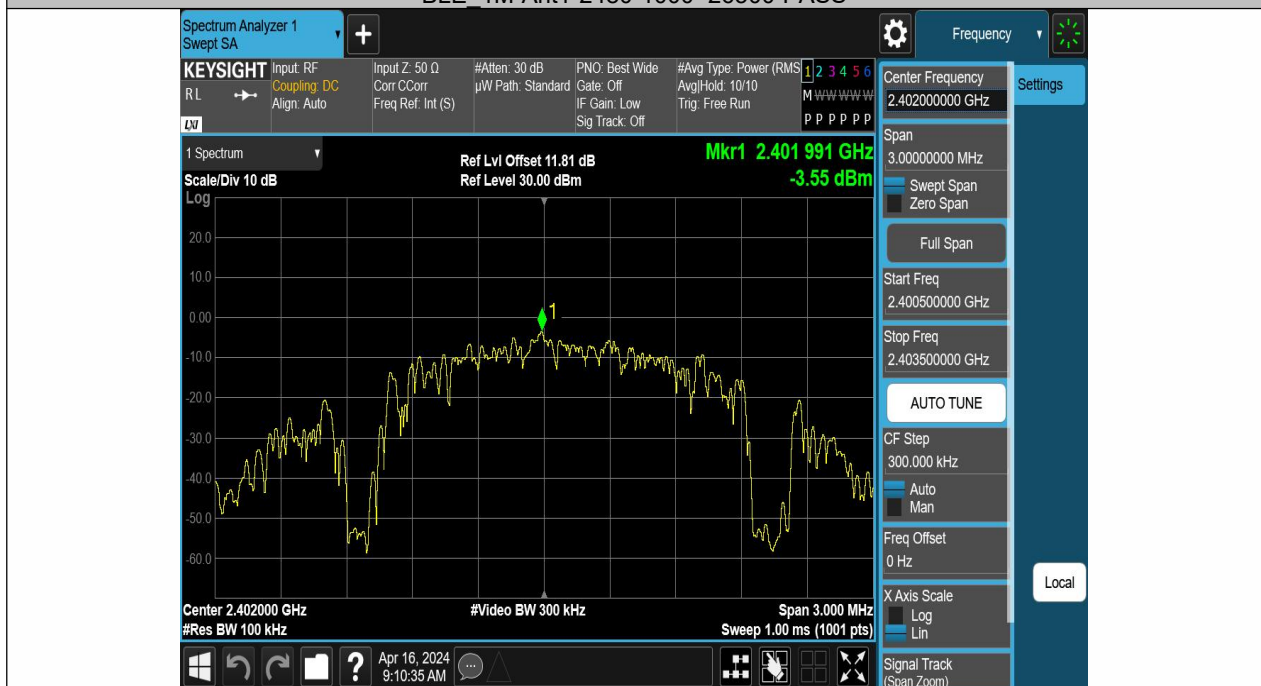 Spectrum Analyzer 1
Swept SA
Frequency
KEYSIGHT
RL
LXI
Input: RF
Coupling: DC
Align: Auto
Input Z: 50 Ω
Corr CCorr
Freq Ref: Int (S)
#Atten: 30 dB
µW Path: Standard
PNO: Best Wide
Gate: Off
IF Gain: Low
Sig Track: Off
#Avg Type: Power (RMS
Avg|Hold: 10/10
Trig: Free Run
1 2 3 4 5 6
M W W W W W
P P P P P P
1 Spectrum
Scale/Div 10 dB
Log
Ref Lvl Offset 11.81 dB
Ref Level 30.00 dBm
Mkr1 2.401 991 GHz
-3.55 dBm
1
20.0
10.0
0.00
-10.0
-20.0
-30.0
-40.0
-50.0
-60.0
Center 2.402000 GHz
#Res BW 100 kHz
#Video BW 300 kHz
Span 3.000 MHz
Sweep 1.00 ms (1001 pts)
?
Apr 16, 2024
9:10:35 AM
Center Frequency
2.402000000 GHz
Span
3.00000000 MHz
Swept Span
Zero Span
Full Span
Start Freq
2.400500000 GHz
Stop Freq
2.403500000 GHz
AUTO TUNE
CF Step
300.000 kHz
Auto
Man
Freq Offset
0 Hz
X Axis Scale
Log
Lin
Signal Track
(Span Zoom)
Settings
Local